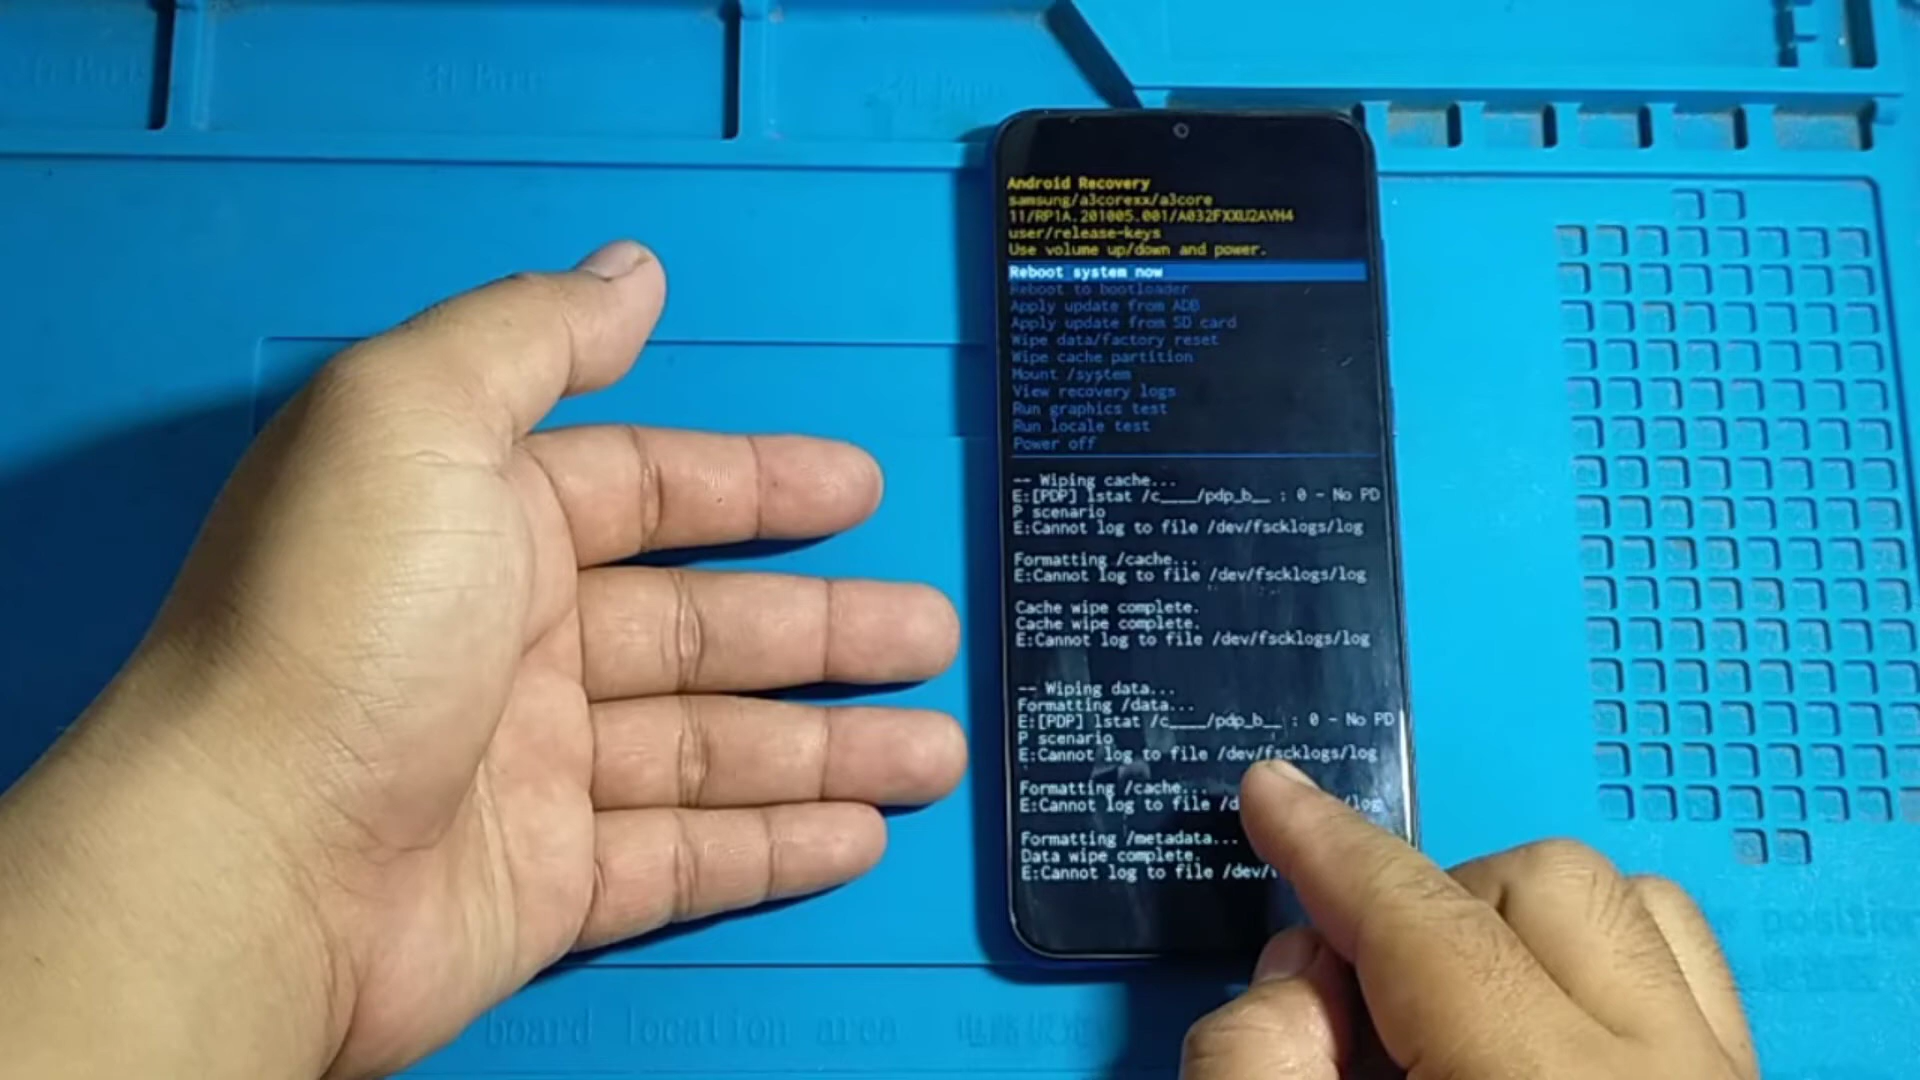 Android Recovery
samsung/a3corexx/a3core
11/RP1A.201005.001/A032FXXU2AVH4
user/release-keys
Use volume up/down and power.
Reboot system now
Reboot to bootloader
Apply update from ADB
Apply update from SD card
Wipe data/factory reset
Wipe cache partition
Mount /system
View recovery logs
Run graphics test
Run locale test
Power off
-- Wiping cache...
E:[PDP] lstat /c____/pdp_b__ : 0 - No PD
P scenario
E:Cannot log to file /dev/fscklogs/log
Formatting /cache...
E:Cannot log to file /dev/fscklogs/log
Cache wipe complete.
Cache wipe complete.
E:Cannot log to file /dev/fscklogs/log
-- Wiping data...
Formatting /data...
E:[PDP] lstat /c____/pdp_b__ : 0 - No PD
P scenario
E:Cannot log to file /dev/fscklogs/log
Formatting /cache...
E:Cannot log to file /d /log
Formatting /metadata...
Data wipe complete.
E:Cannot log to file /dev/
position
board location area